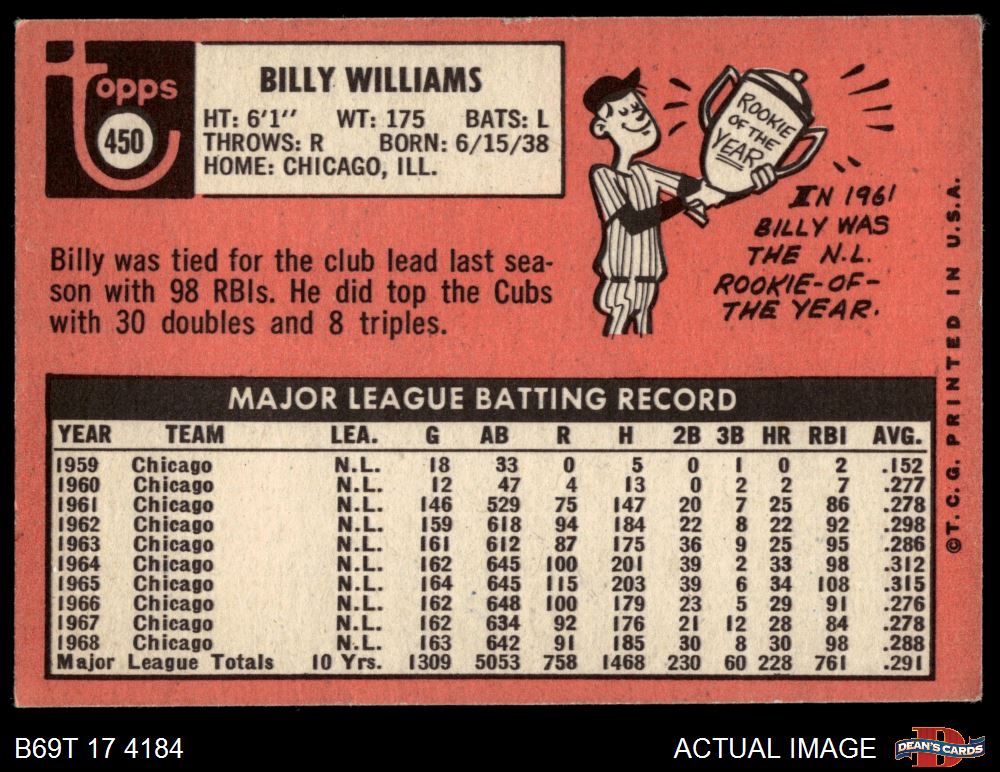 Topps
450
BILLY WILLIAMS
HT: 6'1" WT: 175 BATS: L
THROWS: R BORN: 6/15/38
HOME: CHICAGO, ILL.
ROOKIE
OF THE
YEAR
IN 1961
BILLY WAS
THE N.L.
ROOKIE-OF-
THE YEAR.
Billy was tied for the club lead last sea-
son with 98 RBIs. He did top the Cubs
with 30 doubles and 8 triples.
MAJOR LEAGUE BATTING RECORD
YEAR TEAM LEA. G AB R H 2B 3B HR RBI AVG.
1959 Chicago N.L. 18 33 0 5 0 1 0 2 .152
1960 Chicago N.L. 12 47 4 13 0 2 2 7 .277
1961 Chicago N.L. 146 529 75 147 20 7 25 86 .278
1962 Chicago N.L. 159 618 94 184 22 8 22 92 .298
1963 Chicago N.L. 161 612 87 175 36 9 25 95 .286
1964 Chicago N.L. 162 645 100 201 39 2 33 98 .312
1965 Chicago N.L. 164 645 115 203 39 6 34 108 .315
1966 Chicago N.L. 162 648 100 179 23 5 29 91 .276
1967 Chicago N.L. 162 634 92 176 21 12 28 84 .278
1968 Chicago N.L. 163 642 91 185 30 8 30 98 .288
Major League Totals 10 Yrs. 1309 5053 758 1468 230 60 228 761 .291
©T.C.G. PRINTED IN U.S.A.
B69T 17 4184
ACTUAL IMAGE
DEAN'S CARDS